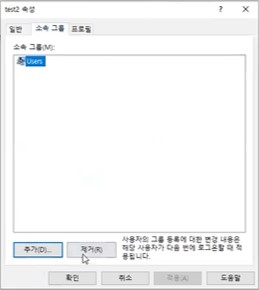 test2 속성
? ×
일반 소속 그룹 프로필
소속 그룹(M):
Users
추가(D)... 제거(R)
사용자의 그룹 등록에 대한 변경 내용은
해당 사용자가 다음 번에 로그온할 때 적
용됩니다.
확인 취소 적용(A) 도움말